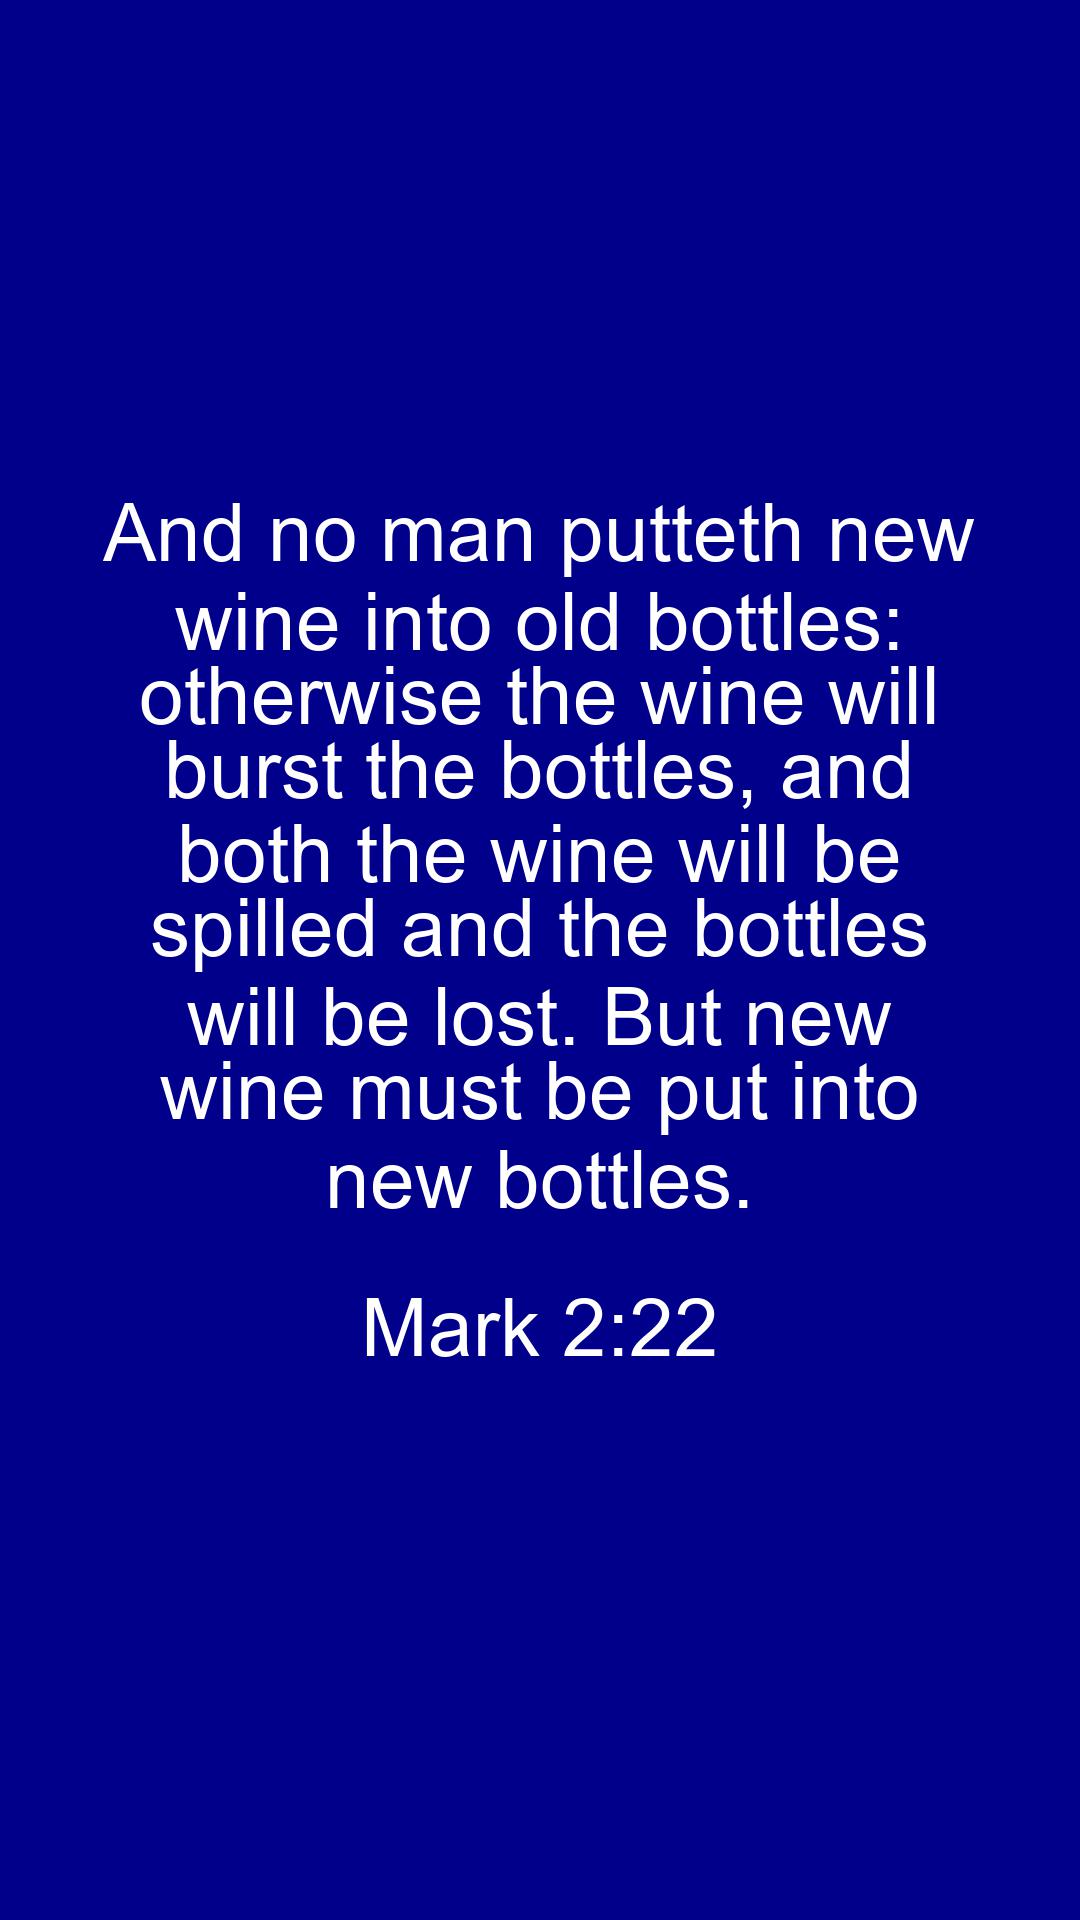 And no man putteth new
wine into old bottles:
otherwise the wine will
burst the bottles, and
both the wine will be
spilled and the bottles
will be lost. But new
wine must be put into
new bottles.
Mark 2:22